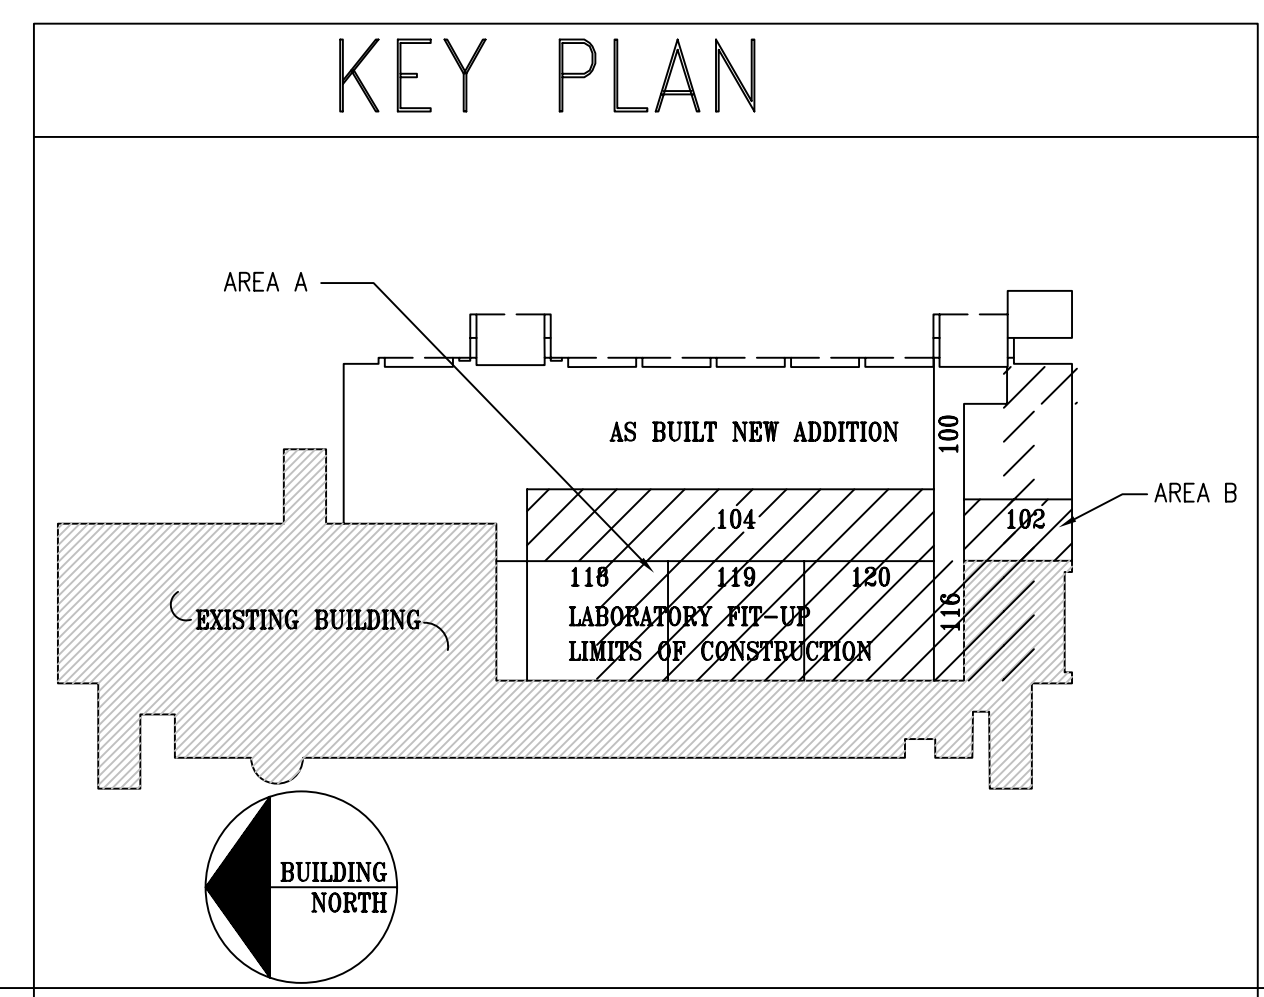 KEY PLAN
AREA A
AS BUILT NEW ADDITION
100
AREA B
104
102
118
119
120
116
EXISTING BUILDING
LABORATORY FIT-UP
LIMITS OF CONSTRUCTION
BUILDING
NORTH